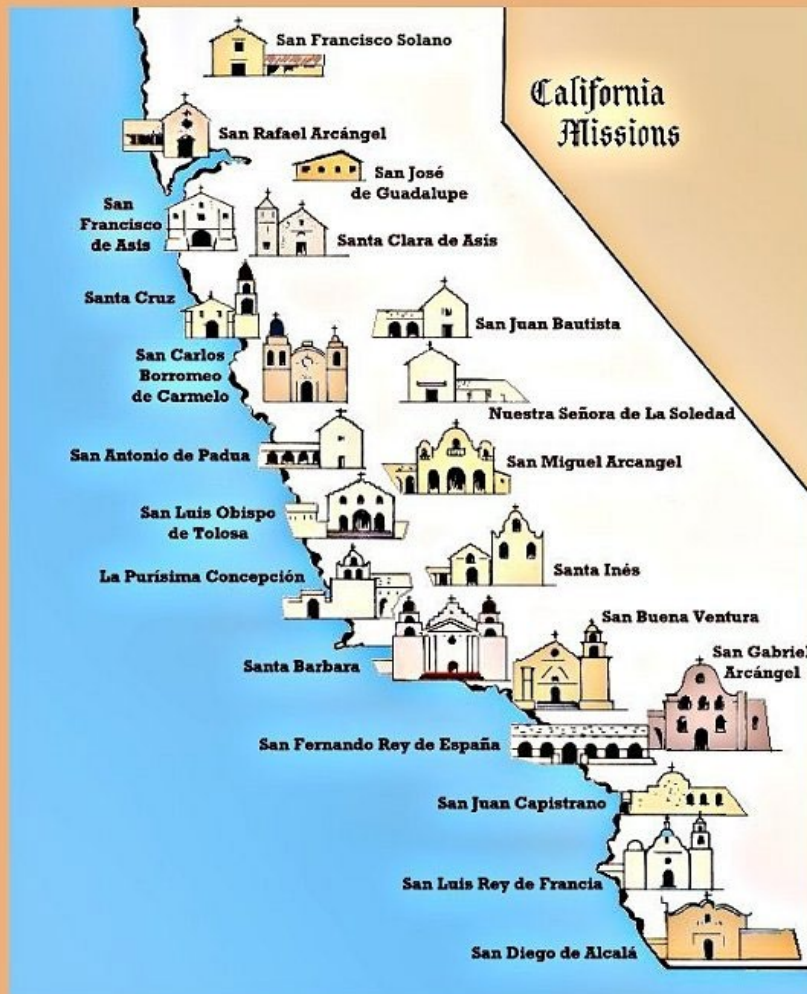 California
Missions
San Francisco Solano
San Rafael Arcángel
San José
de Guadalupe
San
Francisco
de Asis
Santa Clara de Asís
Santa Cruz
San Juan Bautista
San Carlos
Borromeo
de Carmelo
Nuestra Señora de La Soledad
San Antonio de Padua
San Miguel Arcangel
San Luis Obispo
de Tolosa
Santa Inés
La Purísima Concepción
San Buena Ventura
San Gabriel
Arcángel
Santa Barbara
San Fernando Rey de España
San Juan Capistrano
San Luis Rey de Francia
San Diego de Alcalá